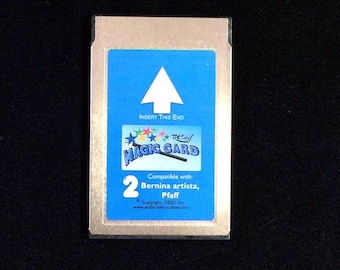 INSERT THIS END
MAGIC CARD
Compatible with:
2 Bernina artista,
Pfaff